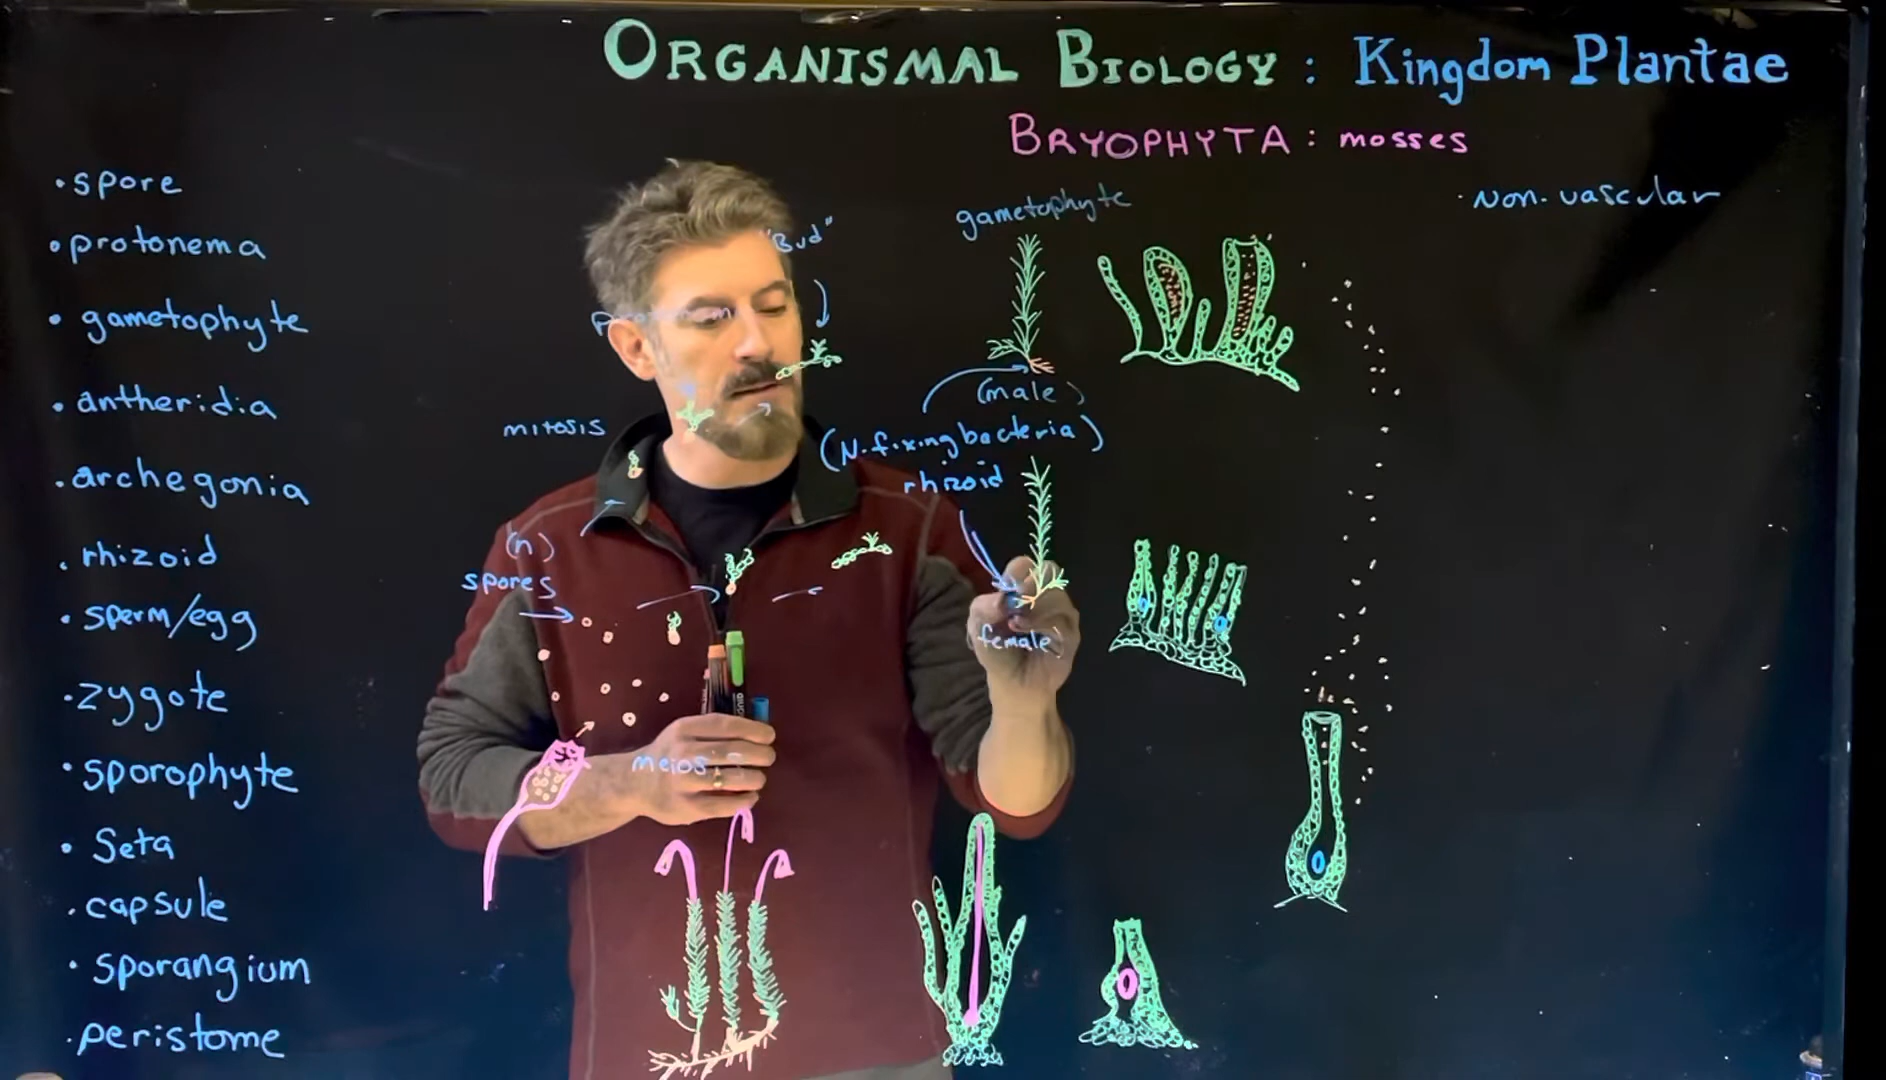 ORGANISMAL BIOLOGY : Kingdom Plantae
BRYOPHYTA : mosses
· Non-vascular
· spore
· protonema
· gametophyte
· antheridia
· archegonia
· rhizoid
· sperm/egg
· zygote
· sporophyte
· Seta
· capsule
· sporangium
· peristome
"Bud"
mitosis
(n)
spores
meiosis
gametophyte
(male)
(N-fixing bacteria)
rhizoid
female